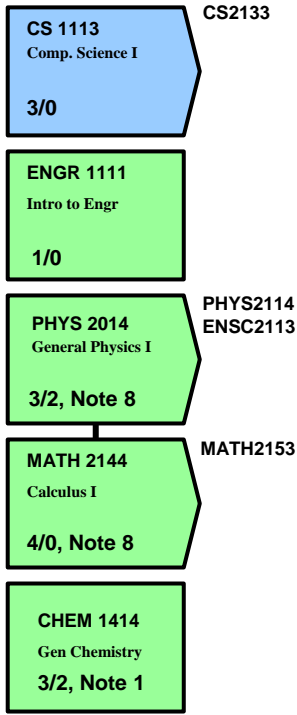 CS 1113
CS2133
Comp. Science I
3/0
ENGR 1111
Intro to Engr
1/0
PHYS 2014
PHYS2114
General Physics I
ENSC2113
3/2, Note 8
MATH 2144
MATH2153
Calculus I
4/0, Note 8
CHEM 1414
Gen Chemistry
3/2, Note 1